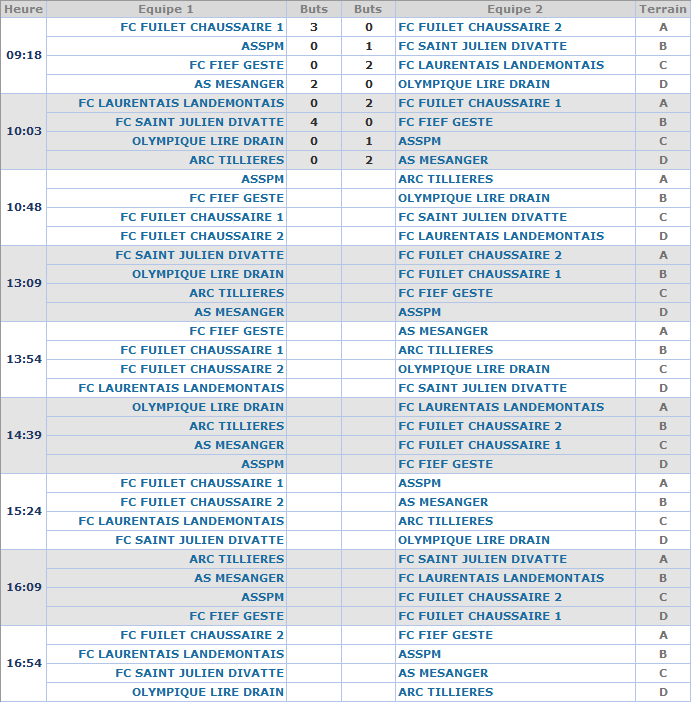 Heure Equipe 1 Buts Buts Equipe 2 Terrain
09:18
FC FUILET CHAUSSAIRE 1 3 0 FC FUILET CHAUSSAIRE 2 A
ASSPM 0 1 FC SAINT JULIEN DIVATTE B
FC FIEF GESTE 0 2 FC LAURENTAIS LANDEMONTAIS C
AS MESANGER 2 0 OLYMPIQUE LIRE DRAIN D
10:03
FC LAURENTAIS LANDEMONTAIS 0 2 FC FUILET CHAUSSAIRE 1 A
FC SAINT JULIEN DIVATTE 4 0 FC FIEF GESTE B
OLYMPIQUE LIRE DRAIN 0 1 ASSPM C
ARC TILLIERES 0 2 AS MESANGER D
10:48
ASSPM ARC TILLIERES A
FC FIEF GESTE OLYMPIQUE LIRE DRAIN B
FC FUILET CHAUSSAIRE 1 FC SAINT JULIEN DIVATTE C
FC FUILET CHAUSSAIRE 2 FC LAURENTAIS LANDEMONTAIS D
13:09
FC SAINT JULIEN DIVATTE FC FUILET CHAUSSAIRE 2 A
OLYMPIQUE LIRE DRAIN FC FUILET CHAUSSAIRE 1 B
ARC TILLIERES FC FIEF GESTE C
AS MESANGER ASSPM D
13:54
FC FIEF GESTE AS MESANGER A
FC FUILET CHAUSSAIRE 1 ARC TILLIERES B
FC FUILET CHAUSSAIRE 2 OLYMPIQUE LIRE DRAIN C
FC LAURENTAIS LANDEMONTAIS FC SAINT JULIEN DIVATTE D
14:39
OLYMPIQUE LIRE DRAIN FC LAURENTAIS LANDEMONTAIS A
ARC TILLIERES FC FUILET CHAUSSAIRE 2 B
AS MESANGER FC FUILET CHAUSSAIRE 1 C
ASSPM FC FIEF GESTE D
15:24
FC FUILET CHAUSSAIRE 1 ASSPM A
FC FUILET CHAUSSAIRE 2 AS MESANGER B
FC LAURENTAIS LANDEMONTAIS ARC TILLIERES C
FC SAINT JULIEN DIVATTE OLYMPIQUE LIRE DRAIN D
16:09
ARC TILLIERES FC SAINT JULIEN DIVATTE A
AS MESANGER FC LAURENTAIS LANDEMONTAIS B
ASSPM FC FUILET CHAUSSAIRE 2 C
FC FIEF GESTE FC FUILET CHAUSSAIRE 1 D
16:54
FC FUILET CHAUSSAIRE 2 FC FIEF GESTE A
FC LAURENTAIS LANDEMONTAIS ASSPM B
FC SAINT JULIEN DIVATTE AS MESANGER C
OLYMPIQUE LIRE DRAIN ARC TILLIERES D